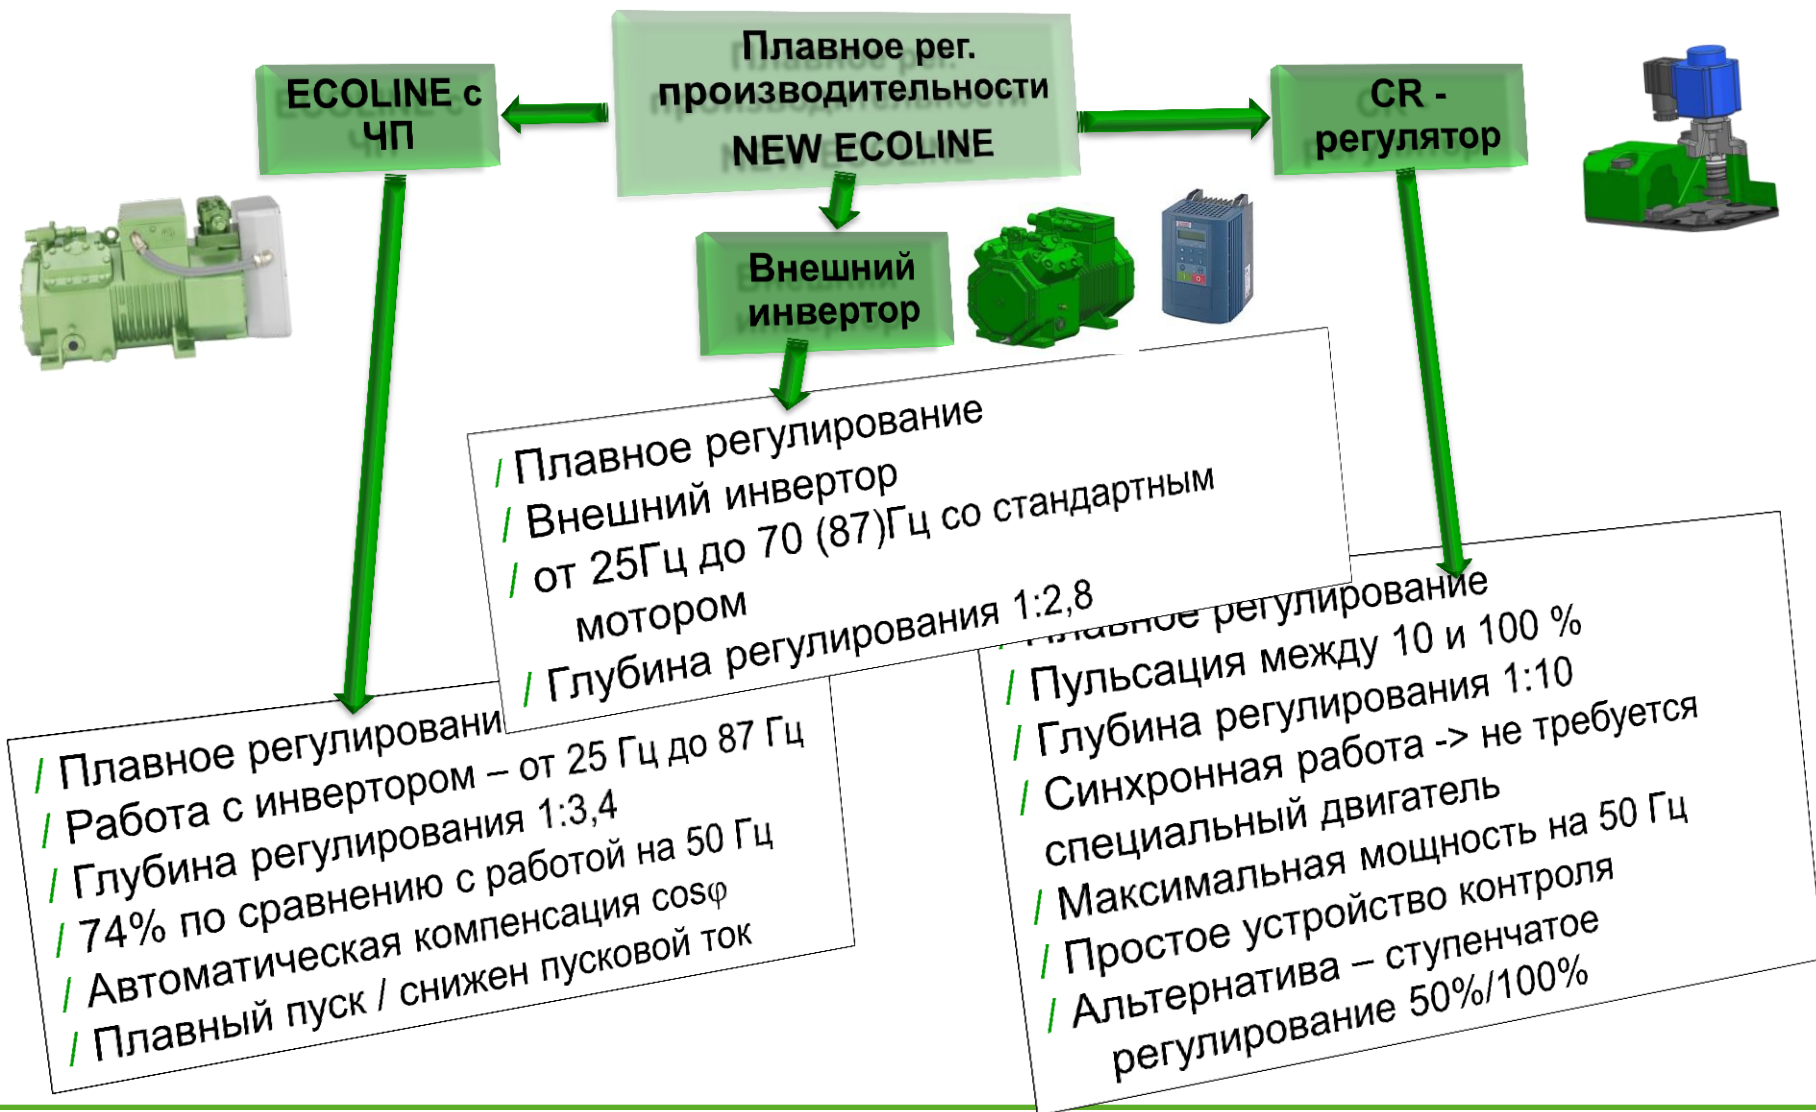 Плавное рег.
производительности
NEW ECOLINE
ECOLINE с
ЧП
CR -
регулятор
Внешний
инвертор
/ Плавное регулирование
/ Внешний инвертор
/ от 25Гц до 70 (87)Гц со стандартным
мотором
/ Глубина регулирования 1:2,8
/ Плавное регулировани
/ Работа с инвертором – от 25 Гц до 87 Гц
/ Глубина регулирования 1:3,4
/ 74% по сравнению с работой на 50 Гц
/ Автоматическая компенсация cosφ
/ Плавный пуск / снижен пусковой ток
/ Плавное регулирование
/ Пульсация между 10 и 100 %
/ Глубина регулирования 1:10
/ Синхронная работа -> не требуется
специальный двигатель
/ Максимальная мощность на 50 Гц
/ Простое устройство контроля
/ Альтернатива – ступенчатое
регулирование 50%/100%